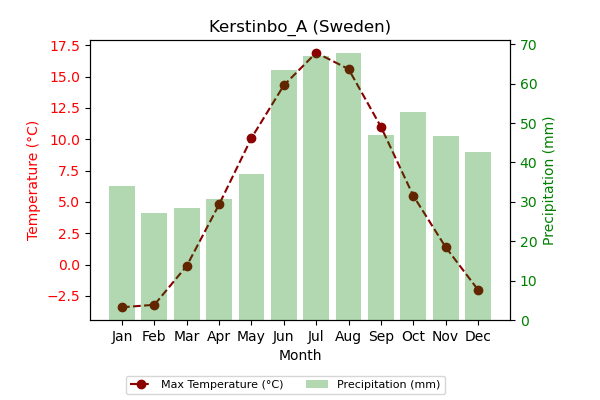 Kerstinbo_A (Sweden)
17.5
15.0
12.5
10.0
7.5
5.0
2.5
0.0
−2.5
Temperature (°C)
70
60
50
40
30
20
10
0
Precipitation (mm)
Jan Feb Mar Apr May Jun Jul Aug Sep Oct Nov Dec
Month
Max Temperature (°C) Precipitation (mm)